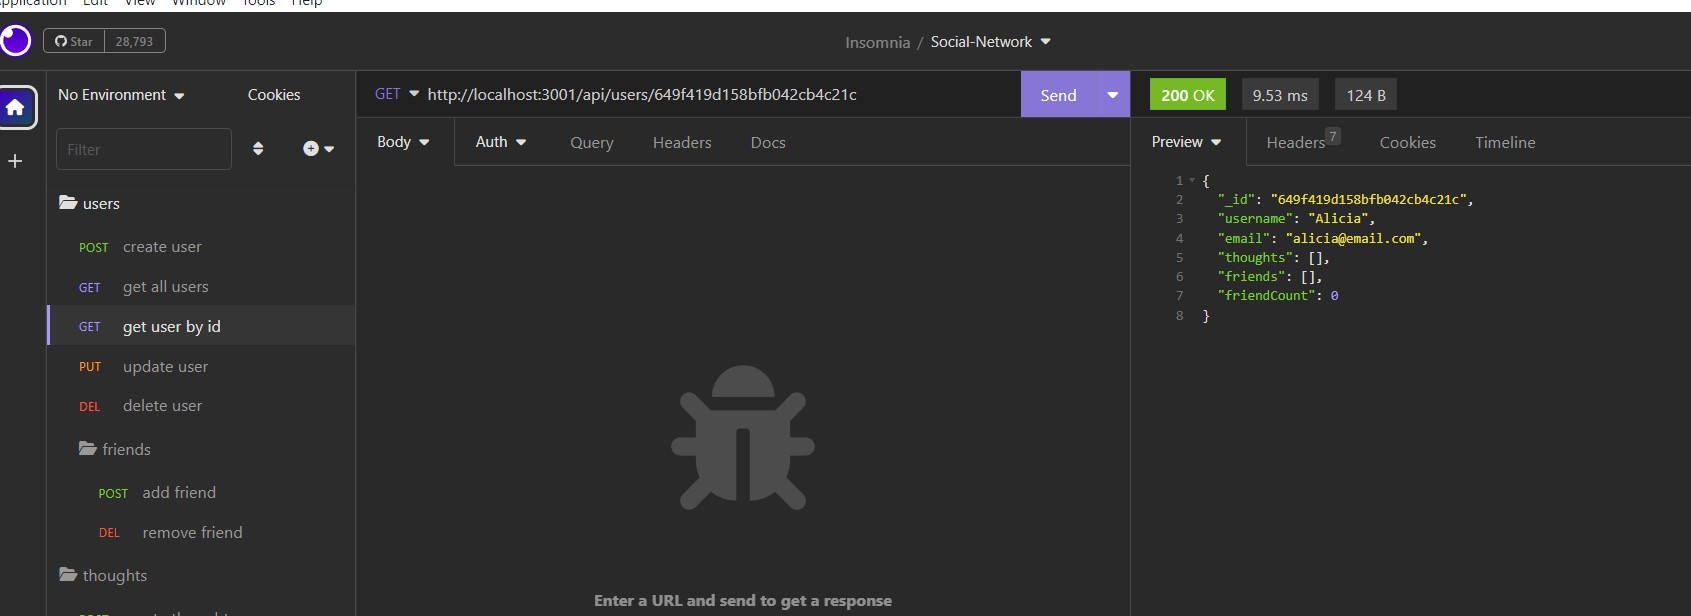 Application Edit View Window Tools Help
Star 28,793
Insomnia / Social-Network
No Environment Cookies
Filter
users
POST create user
GET get all users
GET get user by id
PUT update user
DEL delete user
friends
POST add friend
DEL remove friend
thoughts
GET http://localhost:3001/api/users/649f419d158bfb042cb4c21c Send
Body Auth Query Headers Docs
Enter a URL and send to get a response
200 OK 9.53 ms 124 B
Preview Headers 7 Cookies Timeline
1 {
2 "_id": "649f419d158bfb042cb4c21c",
3 "username": "Alicia",
4 "email": "alicia@email.com",
5 "thoughts": [],
6 "friends": [],
7 "friendCount": 0
8 }